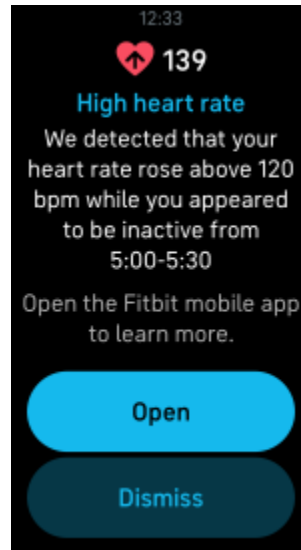 12:33
139
High heart rate
We detected that your
heart rate rose above 120
bpm while you appeared
to be inactive from
5:00-5:30
Open the Fitbit mobile app
to learn more.
Open
Dismiss